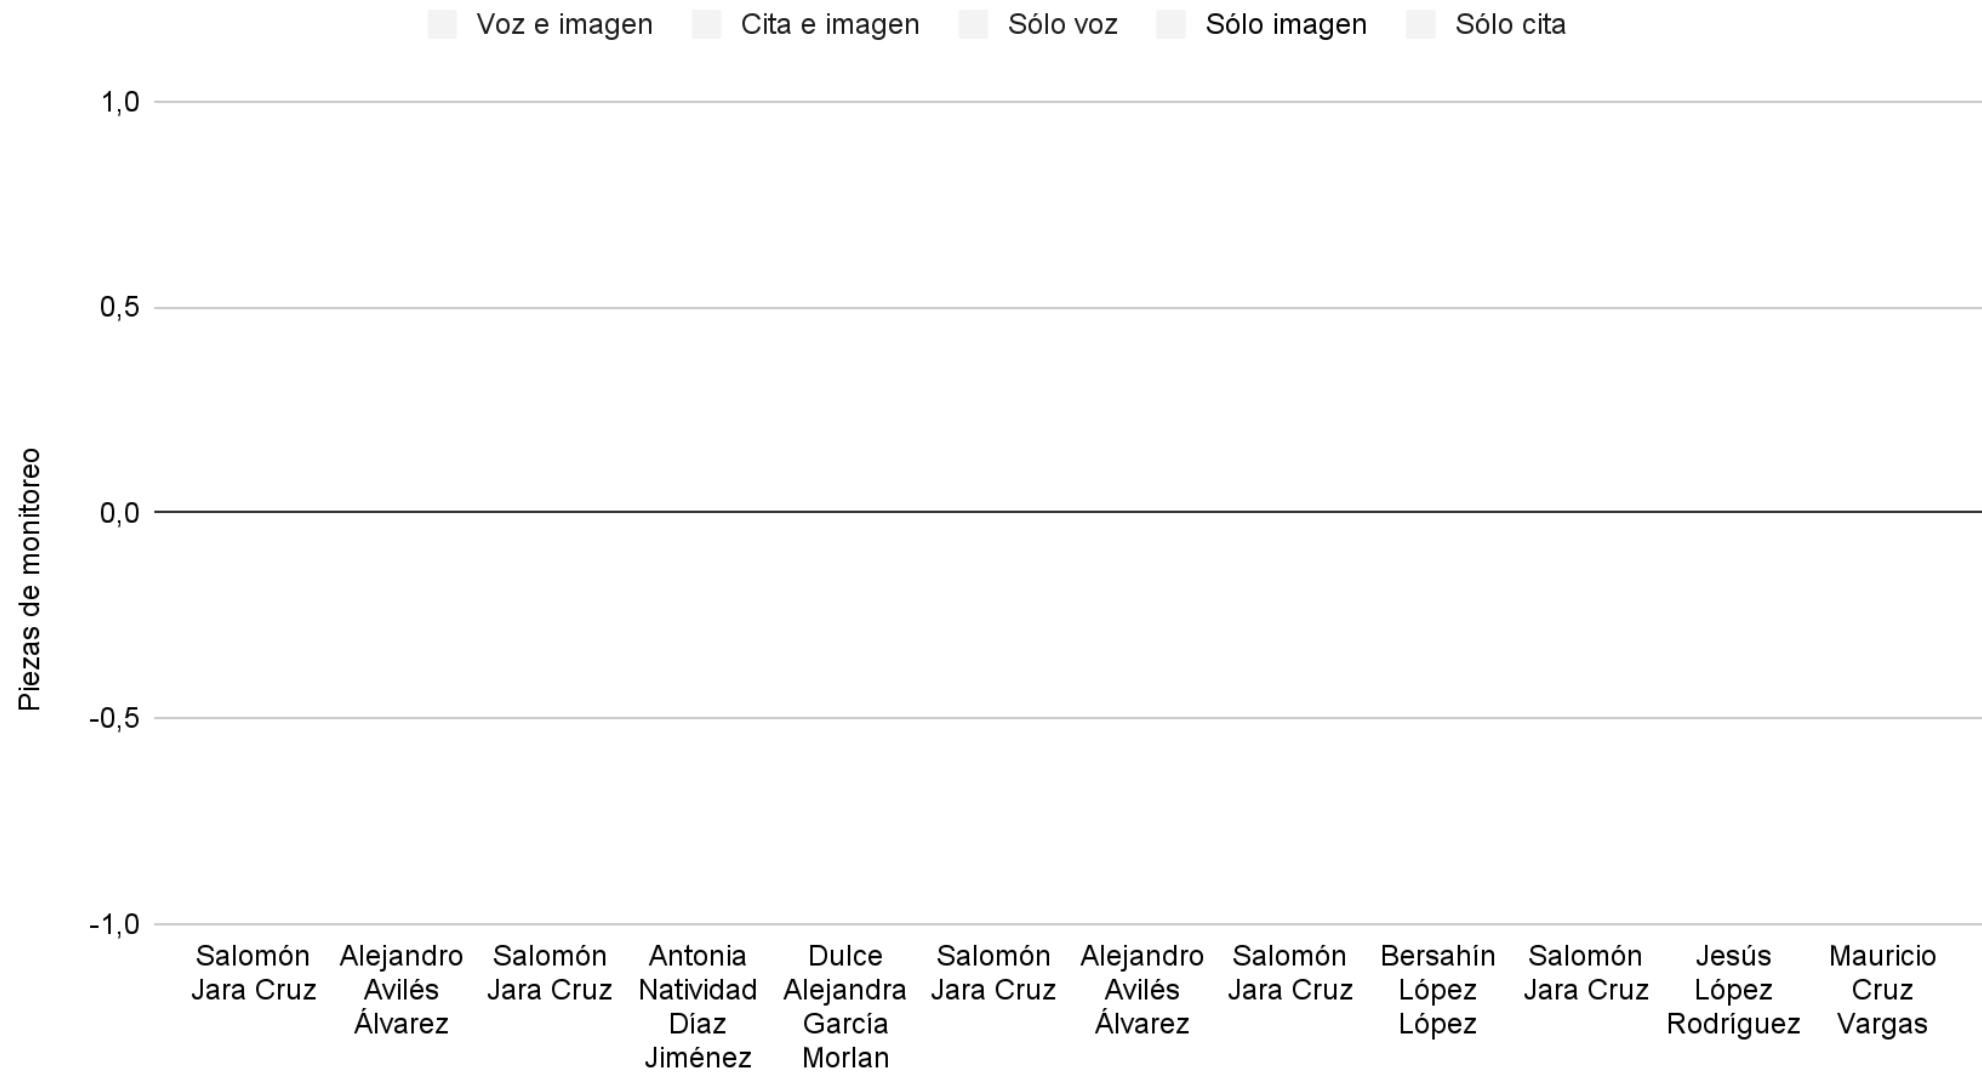 Voz e imagen Cita e imagen Sólo voz Sólo imagen Sólo cita
1,0
0,5
0,0
-0,5
-1,0
Piezas de monitoreo
Salomón Jara Cruz
Alejandro Avilés Álvarez
Salomón Jara Cruz
Antonia Natividad Díaz Jiménez
Dulce Alejandra García Morlan
Salomón Jara Cruz
Alejandro Avilés Álvarez
Salomón Jara Cruz
Bersahín López López
Salomón Jara Cruz
Jesús López Rodríguez
Mauricio Cruz Vargas